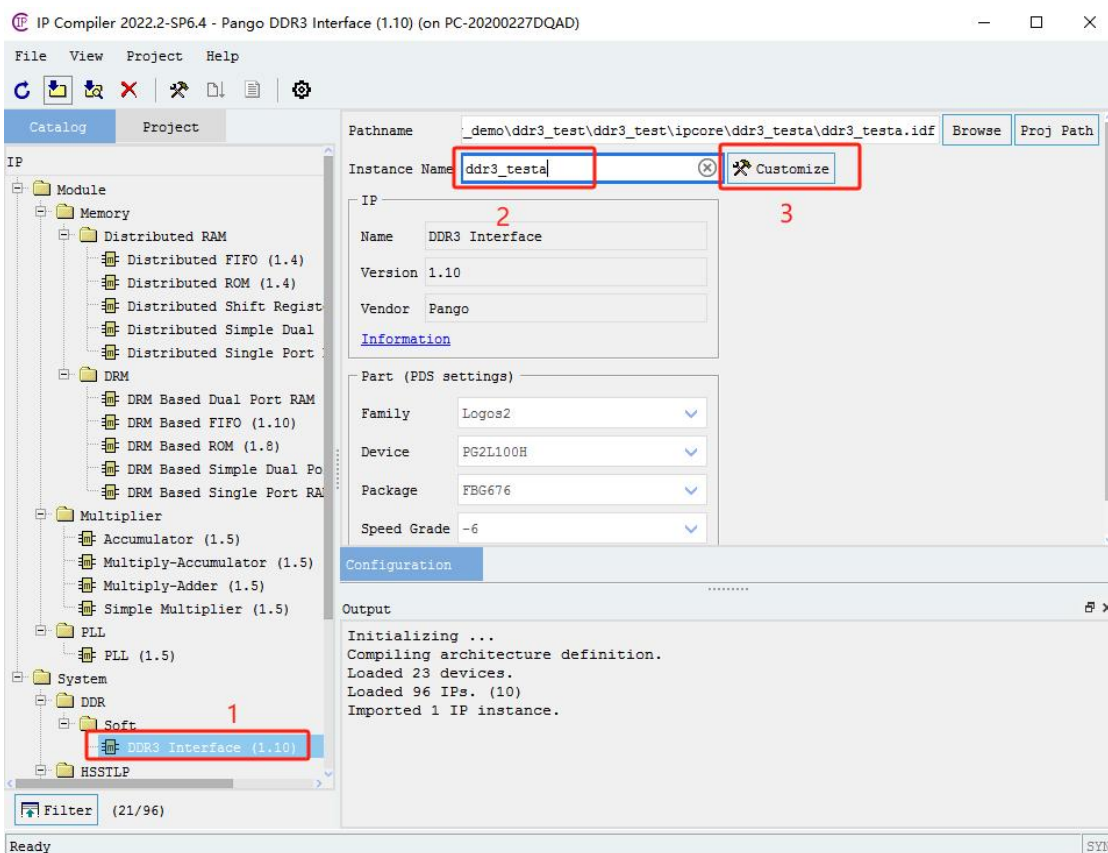 IP Compiler 2022.2-SP6.4 - Pango DDR3 Interface (1.10) (on PC-20200227DQAD)
File View Project Help
Catalog Project
IP
Module
Memory
Distributed RAM
Distributed FIFO (1.4)
Distributed ROM (1.4)
Distributed Shift Regist
Distributed Simple Dual
Distributed Single Port
DRM
DRM Based Dual Port RAM
DRM Based FIFO (1.10)
DRM Based ROM (1.8)
DRM Based Simple Dual Po
DRM Based Single Port RA
Multiplier
Accumulator (1.5)
Multiply-Accumulator (1.5)
Multiply-Adder (1.5)
Simple Multiplier (1.5)
PLL
PLL (1.5)
System
DDR
Soft
1
DDR3 Interface (1.10)
HSSTLP
Filter (21/96)
Pathname :_demo\ddr3_test\ddr3_test\ipcore\ddr3_testa\ddr3_testa.idf Browse Proj Path
Instance Name ddr3_testa Customize
2
3
IP
Name DDR3 Interface
Version 1.10
Vendor Pango
Information
Part (PDS settings)
Family Logos2
Device PG2L100H
Package FBG676
Speed Grade -6
Configuration
Output
Initializing ...
Compiling architecture definition.
Loaded 23 devices.
Loaded 96 IPs. (10)
Imported 1 IP instance.
Ready SYN